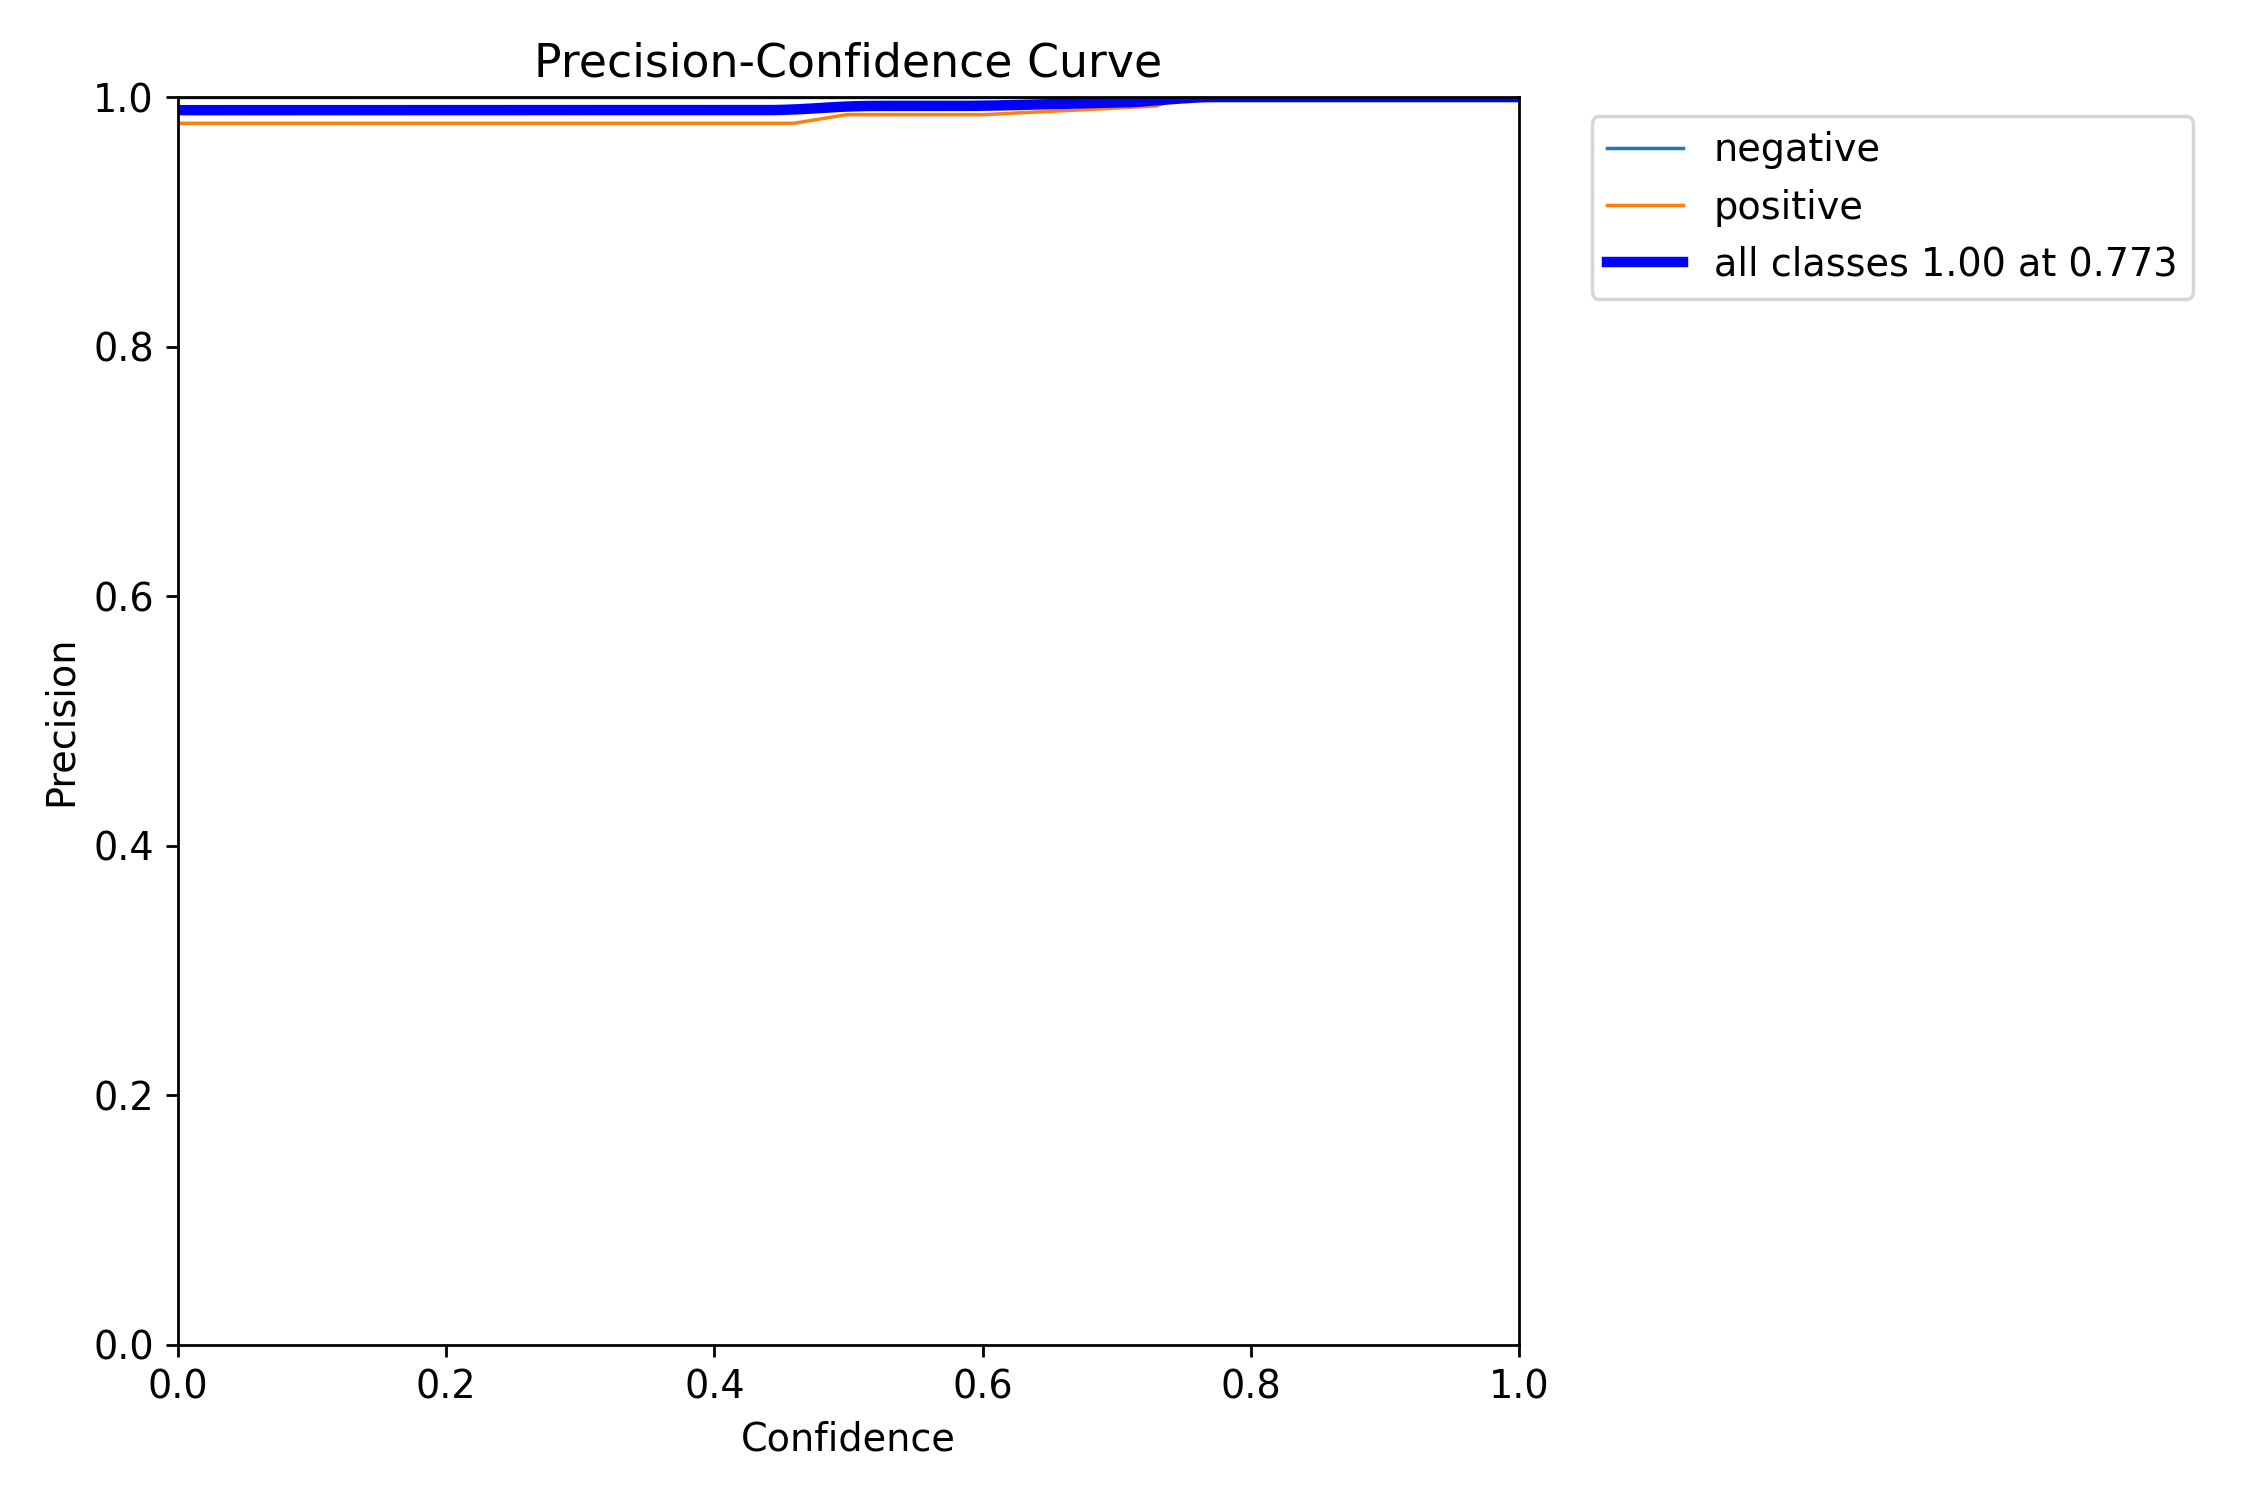 Precision-Confidence Curve
1.0
0.8
0.6
0.4
0.2
0.0
Precision
0.0 0.2 0.4 0.6 0.8 1.0
Confidence
negative
positive
all classes 1.00 at 0.773